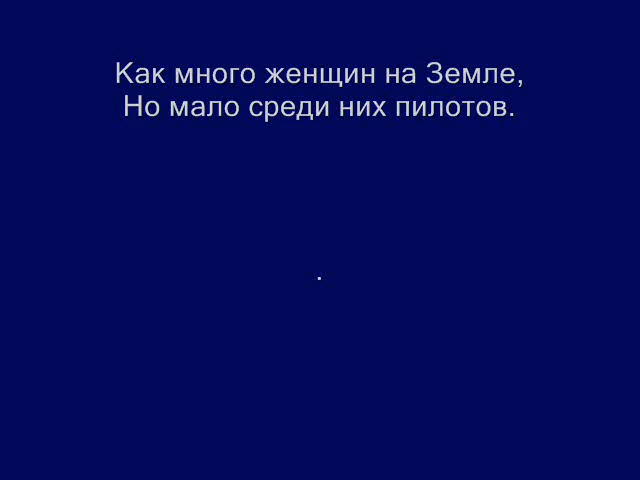 Как много женщин на Земле,
Но мало среди них пилотов.
.